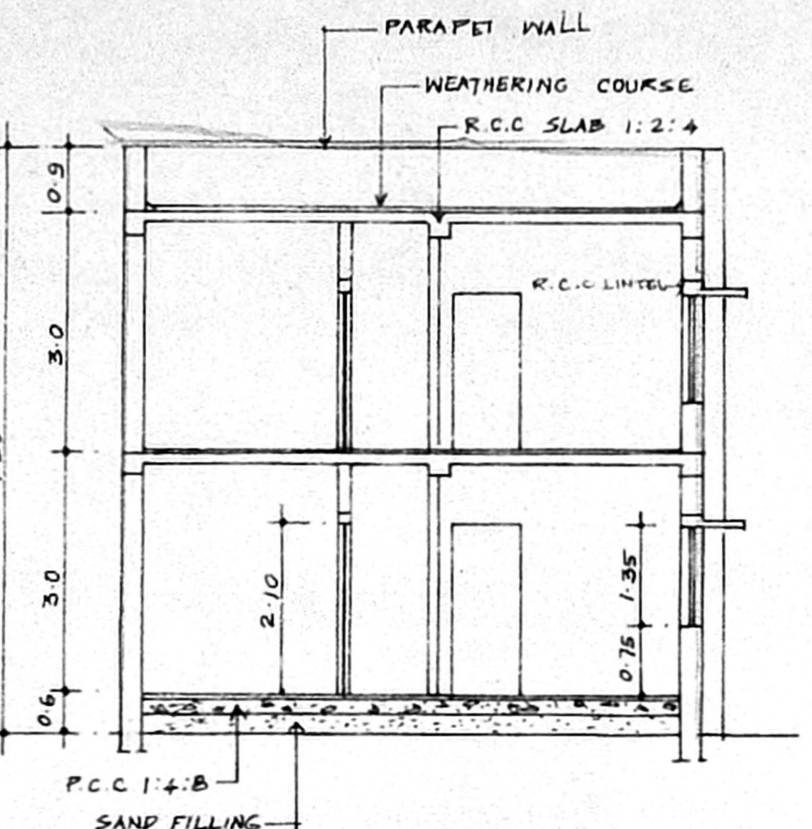 PARAPET WALL
WEATHERING COURSE
R.C.C SLAB 1:2:4
0.9
R.C.C LINTEL
3.0
3.0
2.10
1.35
0.75
0.6
P.C.C 1:4:8
SAND FILLING